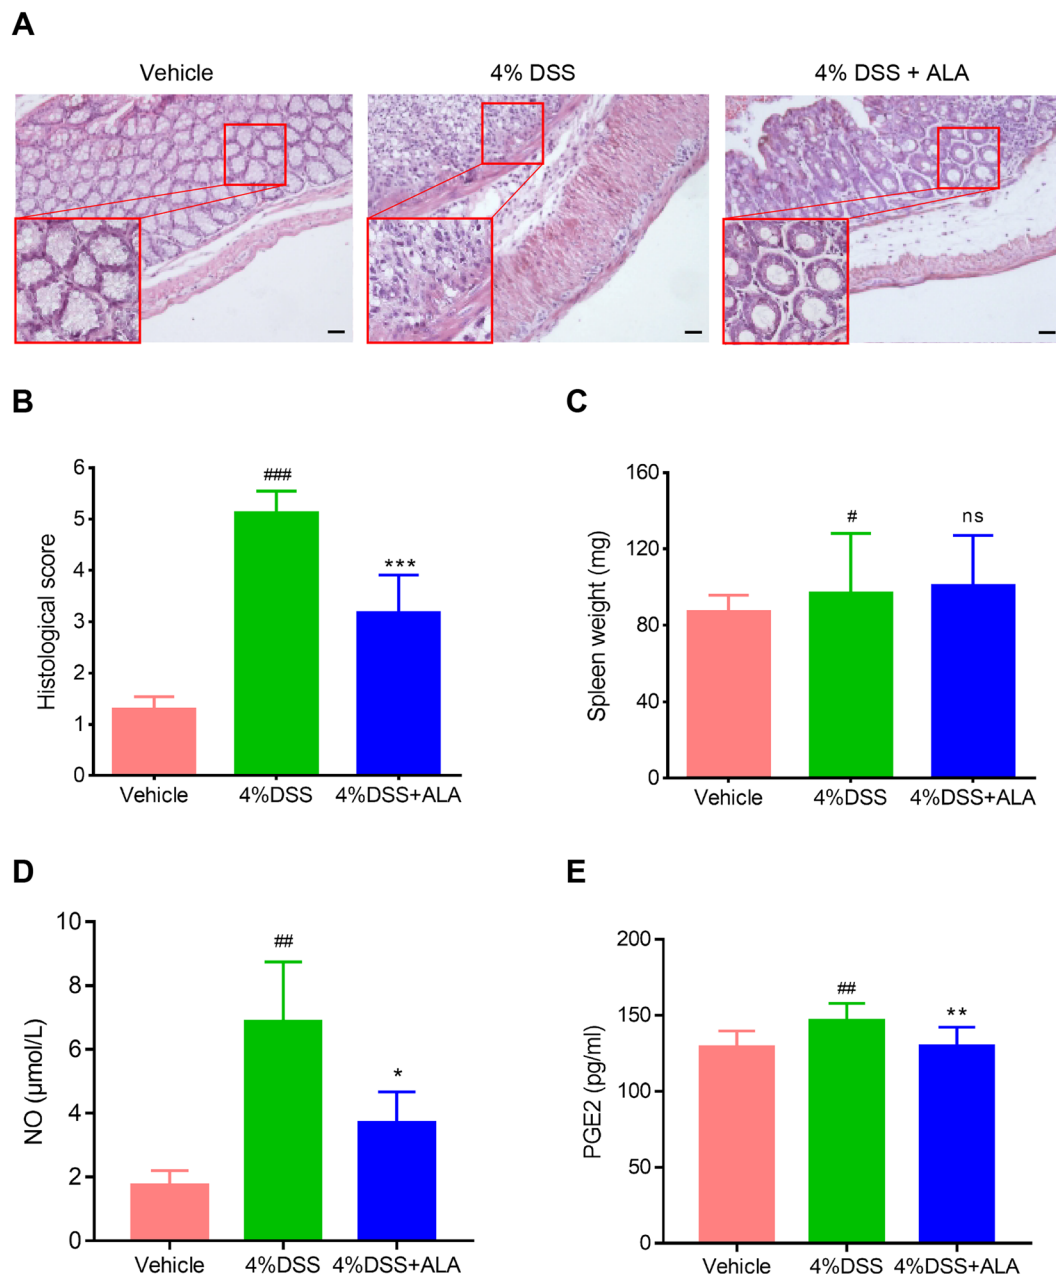 A
Vehicle
4% DSS
4% DSS + ALA
B
Histological score
6
5
4
3
2
1
0
###
***
Vehicle
4%DSS
4%DSS+ALA
C
Spleen weight (mg)
160
120
80
40
0
#
ns
Vehicle
4%DSS
4%DSS+ALA
D
NO (μmol/L)
10
8
6
4
2
0
##
*
Vehicle
4%DSS
4%DSS+ALA
E
PGE2 (pg/ml)
200
150
100
50
0
##
**
Vehicle
4%DSS
4%DSS+ALA